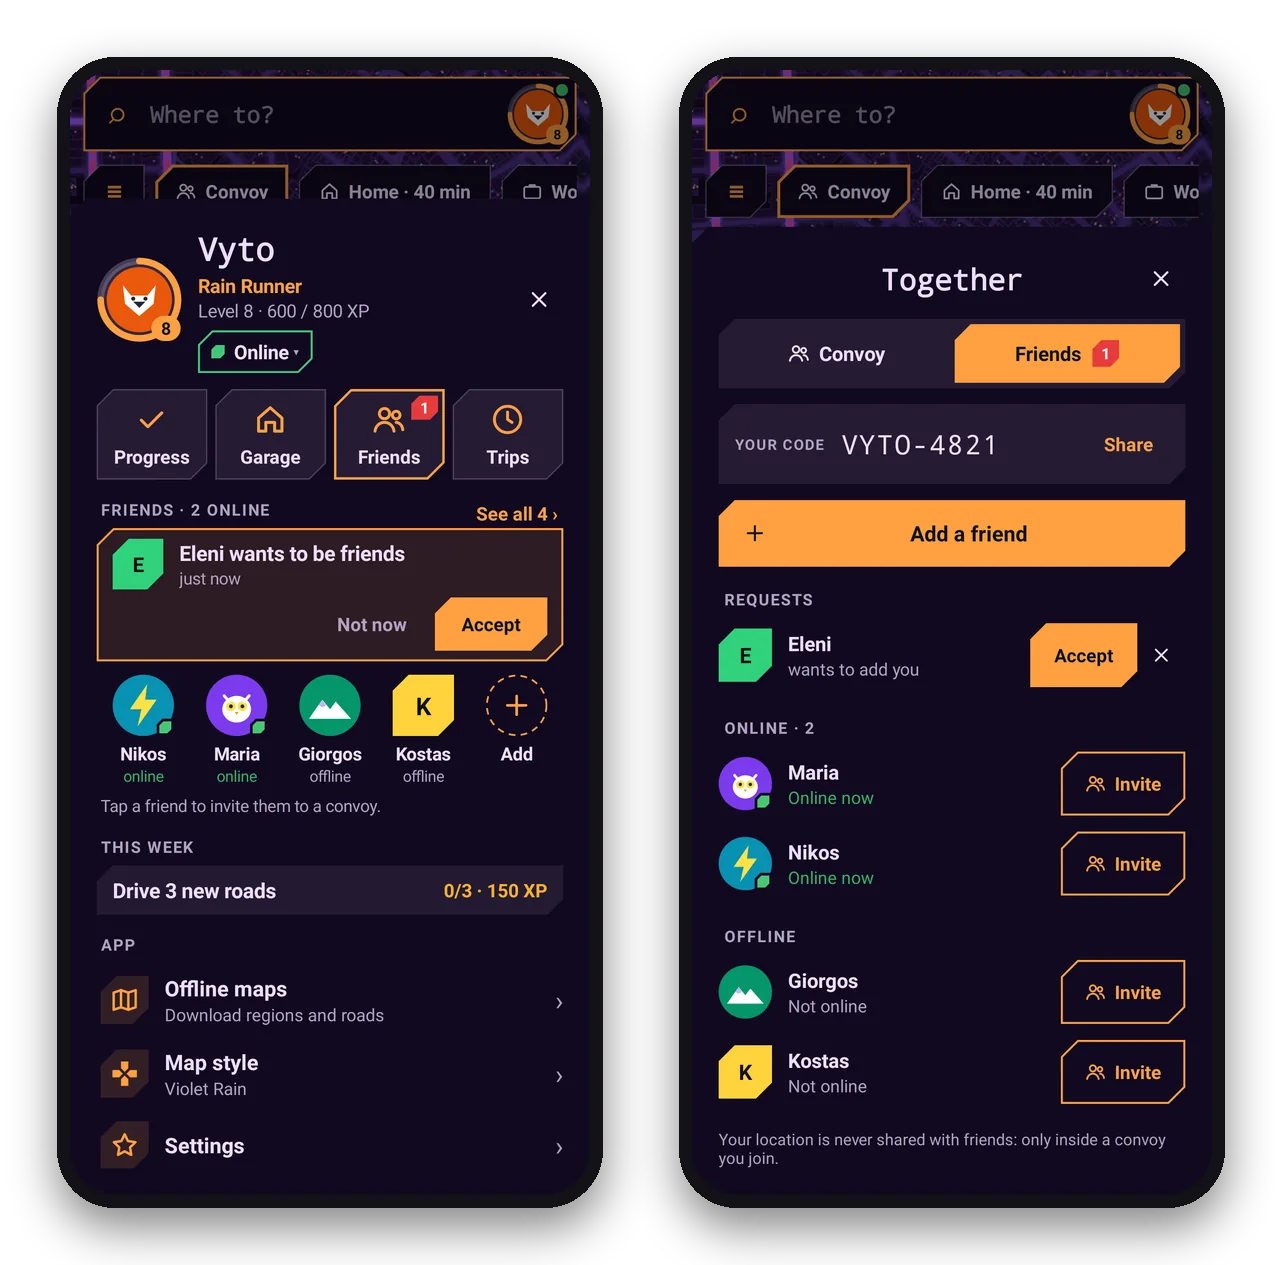 Where to?
8
Convoy
Home · 40 min
Wo
Vyto
Rain Runner
Level 8 · 600 / 800 XP
8
Online
Progress
Garage
Friends
1
Trips
FRIENDS · 2 ONLINE
See all 4 ›
E
Eleni wants to be friends
just now
Not now
Accept
K
Nikos
Maria
Giorgos
Kostas
Add
online
online
offline
offline
Tap a friend to invite them to a convoy.
THIS WEEK
Drive 3 new roads
0/3 · 150 XP
APP
Offline maps
Download regions and roads
Map style
Violet Rain
Settings
Where to?
8
Convoy
Home · 40 min
Wo
Together
Convoy
Friends
1
YOUR CODE
VYTO-4821
Share
+ Add a friend
REQUESTS
E
Eleni
wants to add you
Accept
ONLINE · 2
Maria
Online now
Invite
Nikos
Online now
Invite
OFFLINE
Giorgos
Not online
Invite
K
Kostas
Not online
Invite
Your location is never shared with friends: only inside a convoy
you join.